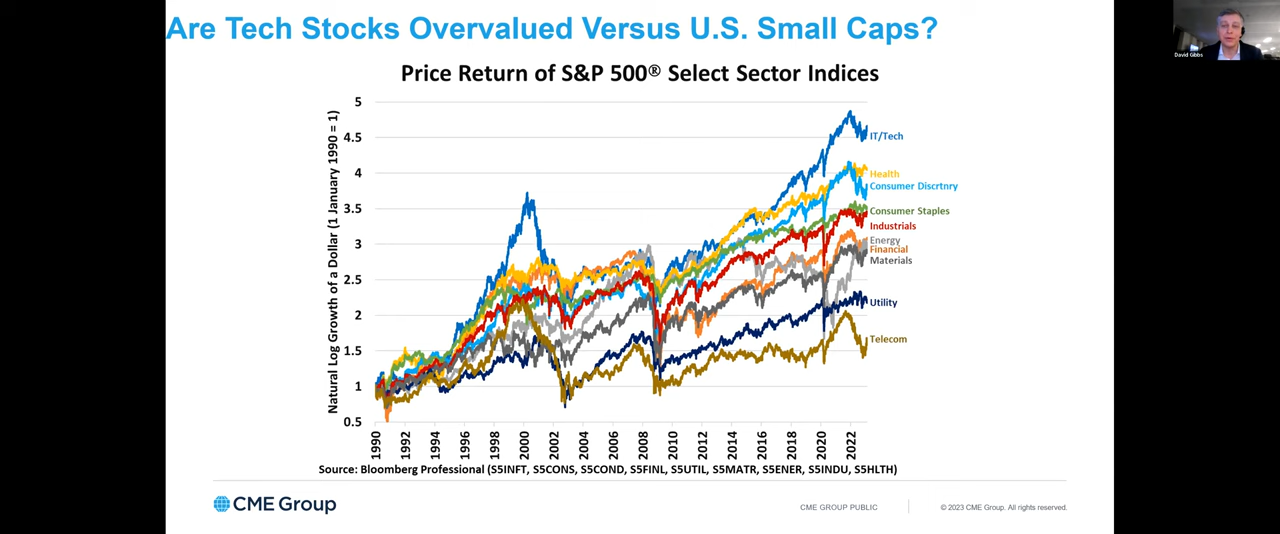 Are Tech Stocks Overvalued Versus U.S. Small Caps?
David Gibbs
Price Return of S&P 500® Select Sector Indices
Natural Log Growth of a Dollar (1 January 1990 = 1)
5
4.5
4
3.5
3
2.5
2
1.5
1
0.5
IT/Tech
Health
Consumer Discrtnry
Consumer Staples
Industrials
Energy
Financial
Materials
Utility
Telecom
1990
1992
1994
1996
1998
2000
2002
2004
2006
2008
2010
2012
2014
2016
2018
2020
2022
Source: Bloomberg Professional (S5INFT, S5CONS, S5COND, S5FINL, S5UTIL, S5MATR, S5ENER, S5INDU, S5HLTH)
CME Group
CME GROUP PUBLIC
© 2023 CME Group. All rights reserved.